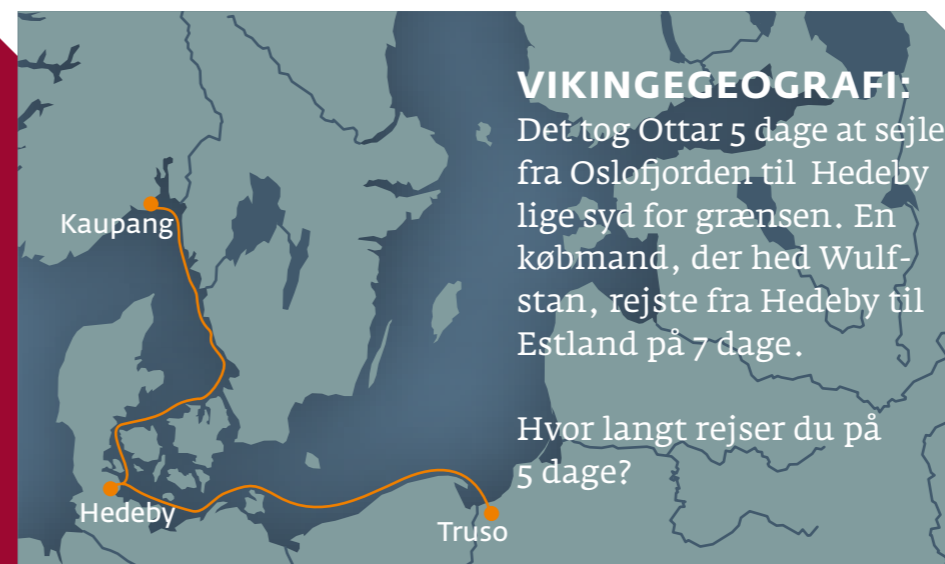 VIKINGEGEOGRAFI:
Det tog Ottar 5 dage at sejle
fra Oslofjorden til Hedeby
lige syd for grænsen. En
købmand, der hed Wulf-
stan, rejste fra Hedeby til
Estland på 7 dage.
Hvor langt rejser du på
5 dage?
Kaupang
Hedeby
Truso